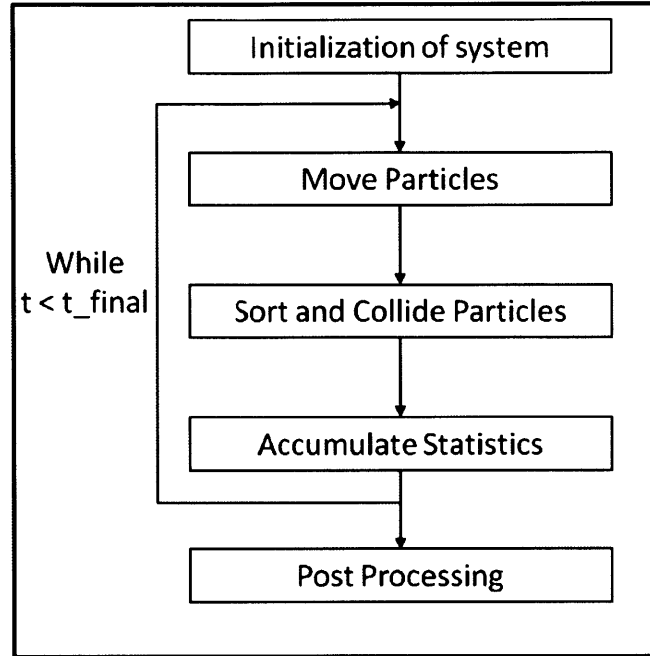 Initialization of system
Move Particles
While
t < t_final
Sort and Collide Particles
Accumulate Statistics
Post Processing